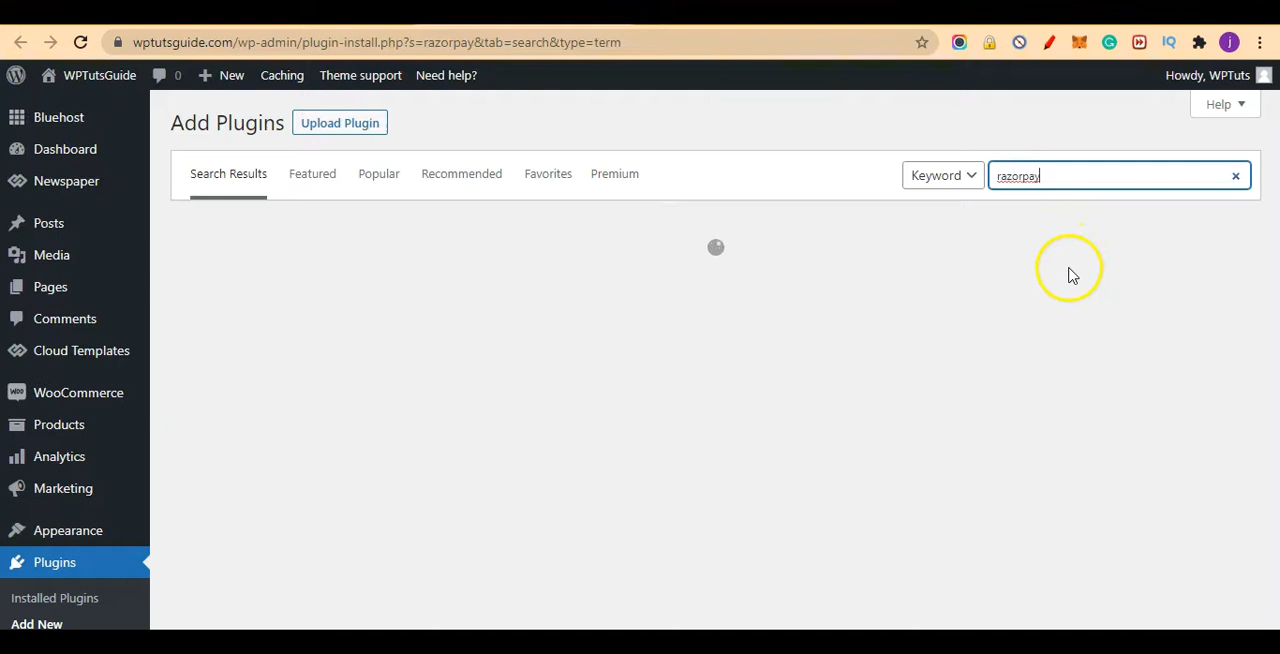 wptutsguide.com/wp-admin/plugin-install.php?s=razorpay&tab=search&type=term
WPTutsGuide 0 New Caching Theme support Need help? Howdy, WPTuts
Bluehost
Dashboard
Newspaper
Posts
Media
Pages
Comments
Cloud Templates
WooCommerce
Products
Analytics
Marketing
Appearance
Plugins
Installed Plugins
Add New
Help
Add Plugins Upload Plugin
Search Results Featured Popular Recommended Favorites Premium Keyword razorpay